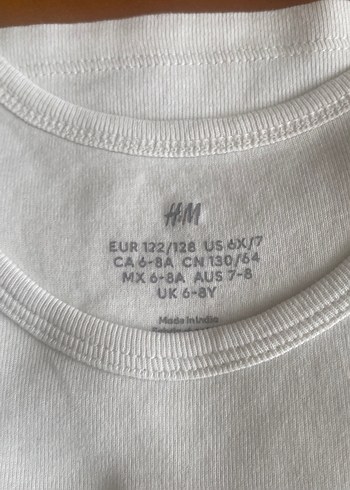 H&M
EUR 122/128 US 6X/7
CA 6-8A CN 130/64
MX 6-8A AUS 7-8
UK 6-8Y
Made in India